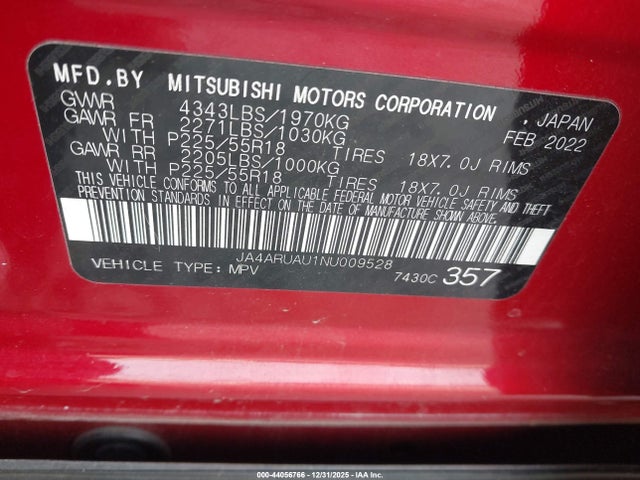 MFD.BY MITSUBISHI MOTORS CORPORATION . JAPAN
GVWR 4343LBS/1970KG FEB 2022
GAWR FR 2271LBS/1030KG
WITH P225/55R18 TIRES 18X7.0J RIMS
GAWR RR 2205LBS/1000KG
WITH P225/55R18 TIRES 18X7.0J RIMS
THIS VEHICLE CONFORMS TO ALL APPLICABLE FEDERAL MOTOR VEHICLE SAFETY AND THEFT
PREVENTION STANDARDS IN EFFECT ON THE DATE OF MANUFACTURE SHOWN ABOVE.
JA4ARUAU1NU009528
VEHICLE TYPE: MPV 7430C 357
000-44056766 - 12/31/2025 - IAA Inc.